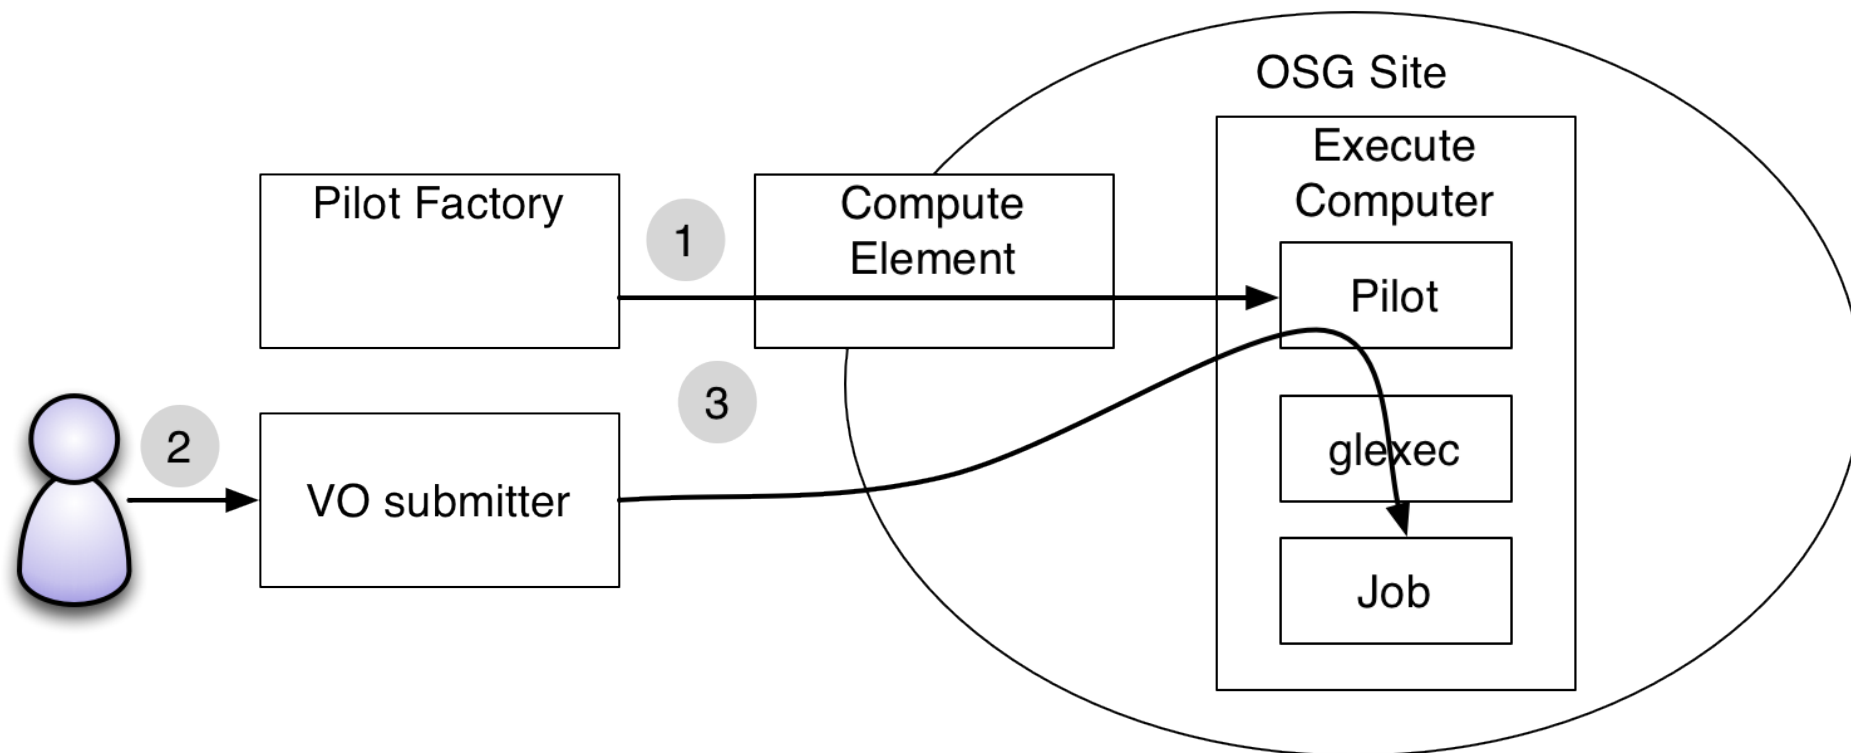 OSG Site
Execute
Computer
Pilot Factory
1
Compute
Element
Pilot
3
2
VO submitter
glexec
Job